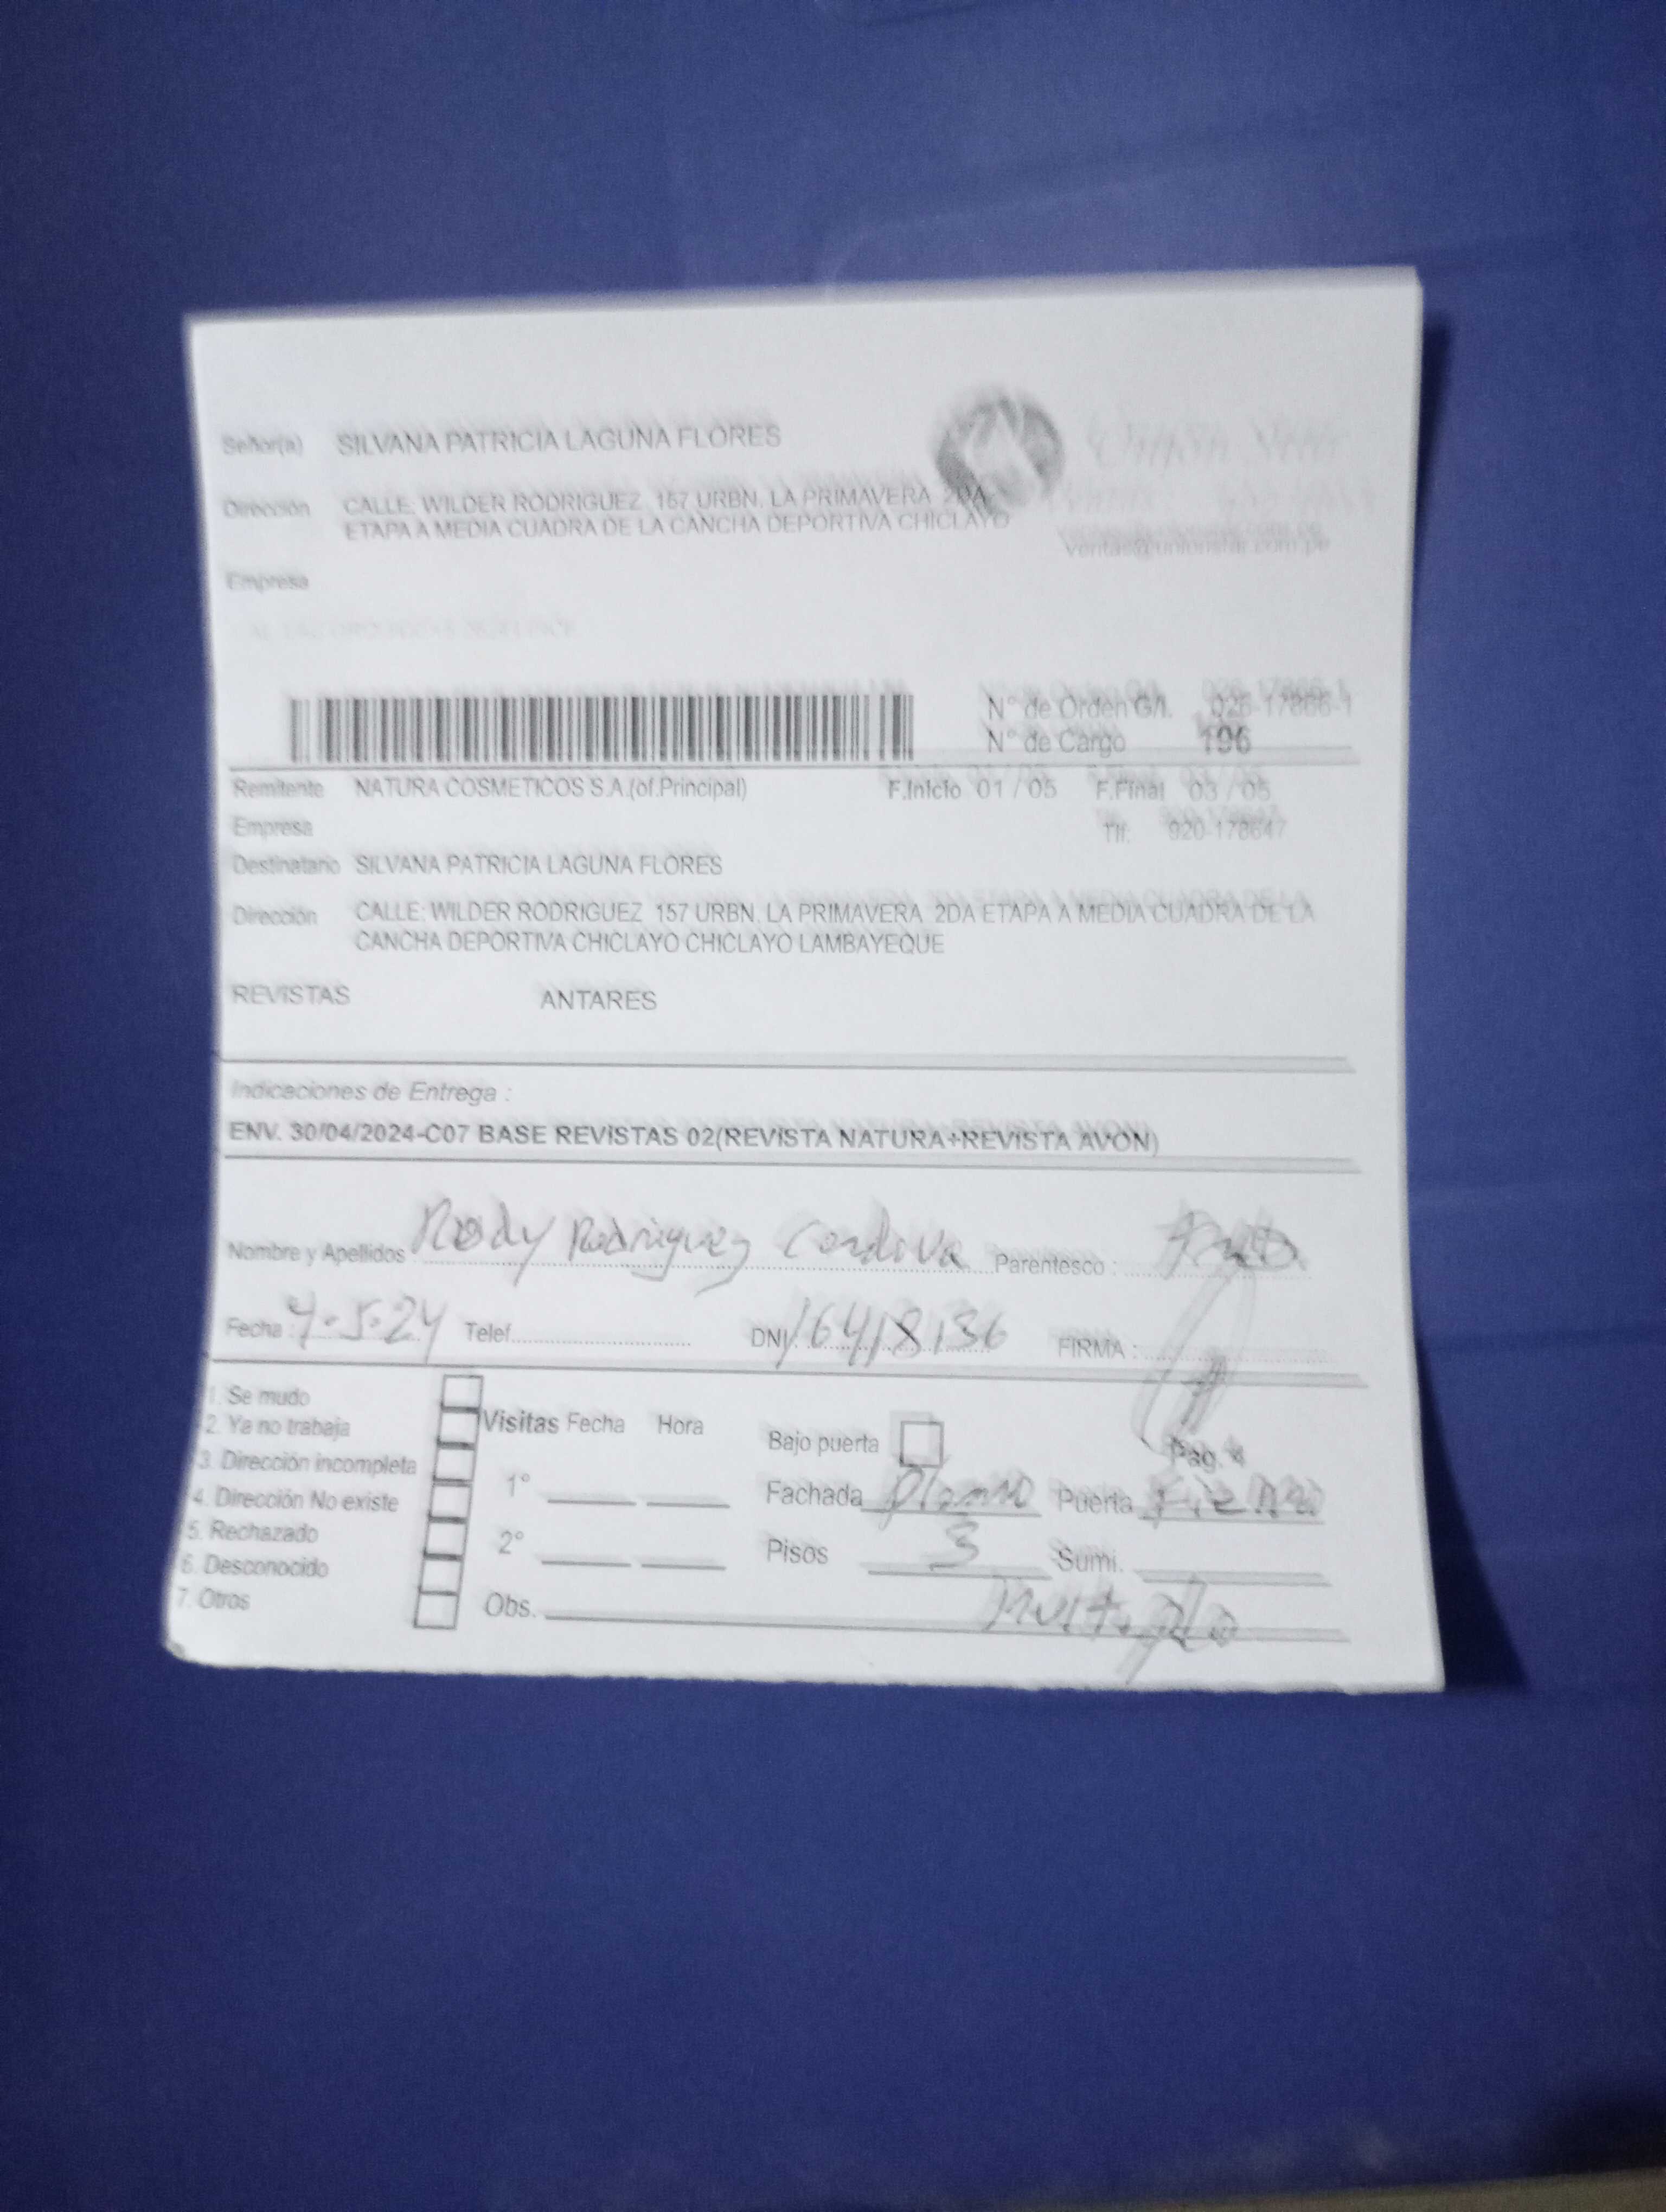 Señor(a) SILVANA PATRICIA LAGUNA FLORES
Union Star
Dirección CALLE: WILDER RODRIGUEZ 157 URBN. LA PRIMAVERA 2DA
ETAPA A MEDIA CUADRA DE LA CANCHA DEPORTIVA CHICLAYO
ventas@unionstar.com.pe
Empresa
N° de Orden G/I. 026-17866-1
N° de Cargo 196
Remitente NATURA COSMETICOS S.A.(of.Principal) F.Inicio 01 / 05 F.Final 03 / 05
Empresa Tlf: 920-178647
Destinatario SILVANA PATRICIA LAGUNA FLORES
Dirección CALLE: WILDER RODRIGUEZ 157 URBN. LA PRIMAVERA 2DA ETAPA A MEDIA CUADRA DE LA
CANCHA DEPORTIVA CHICLAYO CHICLAYO LAMBAYEQUE
REVISTAS ANTARES
Indicaciones de Entrega :
ENV. 30/04/2024-C07 BASE REVISTAS 02(REVISTA NATURA+REVISTA AVON)
Nombre y Apellidos Rody Rodriguez Cordova Parentesco :
Fecha : 4-5-24 Telef. DNI 16418136 FIRMA :
1. Se mudo
2. Ya no trabaja
3. Dirección incompleta
4. Dirección No existe
5. Rechazado
6. Desconocido
7. Otros
Visitas Fecha Hora
1°
2°
Obs.
Bajo puerta Pag. 4
Fachada Puerta Fierro
Pisos 3 Sumi.